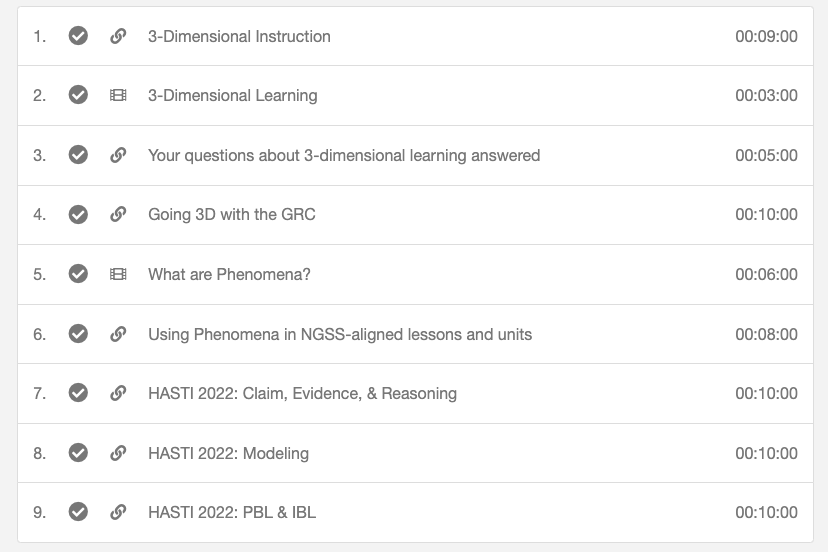 1. 3-Dimensional Instruction 00:09:00
2. 3-Dimensional Learning 00:03:00
3. Your questions about 3-dimensional learning answered 00:05:00
4. Going 3D with the GRC 00:10:00
5. What are Phenomena? 00:06:00
6. Using Phenomena in NGSS-aligned lessons and units 00:08:00
7. HASTI 2022: Claim, Evidence, & Reasoning 00:10:00
8. HASTI 2022: Modeling 00:10:00
9. HASTI 2022: PBL & IBL 00:10:00